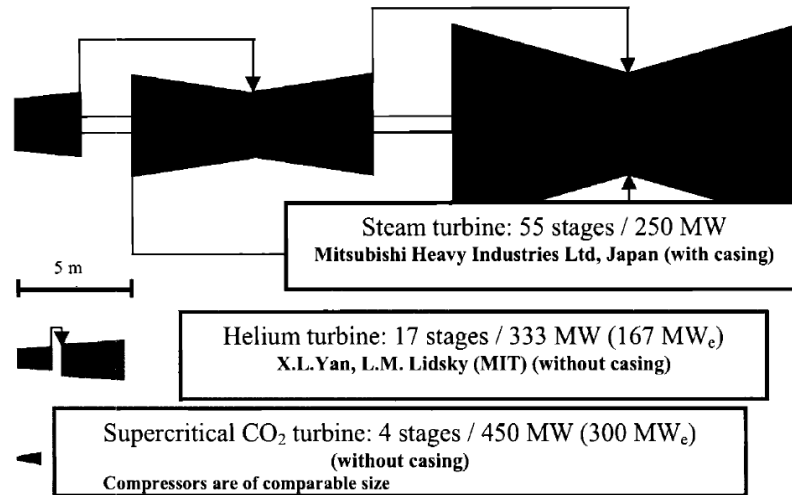 Steam turbine: 55 stages / 250 MW
Mitsubishi Heavy Industries Ltd, Japan (with casing)
5 m
Helium turbine: 17 stages / 333 MW (167 MWₑ)
X.L.Yan, L.M. Lidsky (MIT) (without casing)
Supercritical CO₂ turbine: 4 stages / 450 MW (300 MWₑ)
(without casing)
Compressors are of comparable size